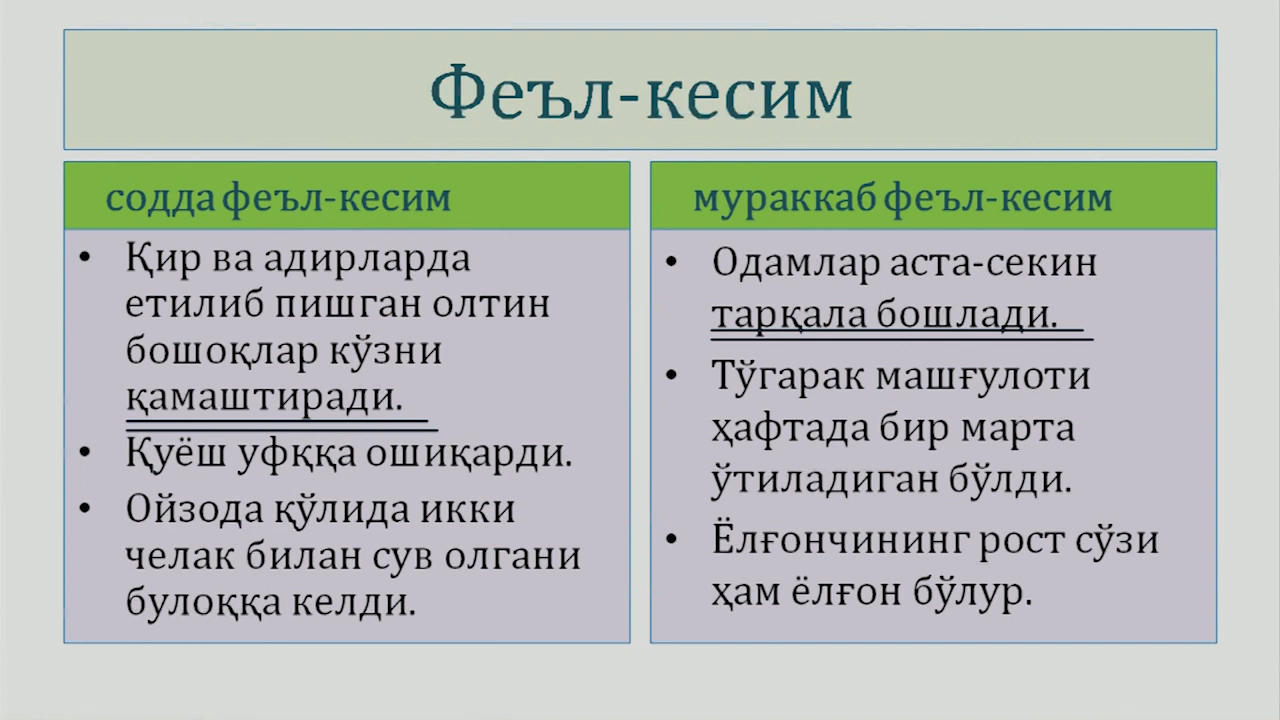 Феъл-кесим
содда феъл-кесим
• Қир ва адирларда
етилиб пишган олтин
бошоқлар кўзни
қамаштиради.
• Қуёш уфққа ошиқарди.
• Ойзода қўлида икки
челак билан сув олгани
булоққа келди.
мураккаб феъл-кесим
• Одамлар аста-секин
тарқала бошлади.
• Тўгарак машғулоти
ҳафтада бир марта
ўтиладиган бўлди.
• Ёлғончининг рост сўзи
ҳам ёлғон бўлур.